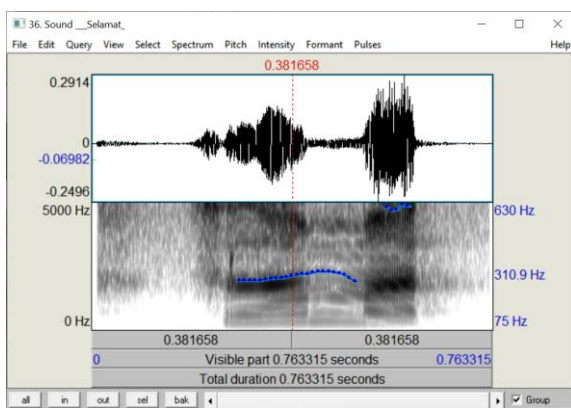 36. Sound __Selamat_
File Edit Query View Select Spectrum Pitch Intensity Formant Pulses Help
0.381658
0.2914
0
-0.06982
-0.2496
5000 Hz 630 Hz
310.9 Hz
0 Hz 75 Hz
0.381658 0.381658
0 Visible part 0.763315 seconds 0.763315
Total duration 0.763315 seconds
all in out sel bak Group